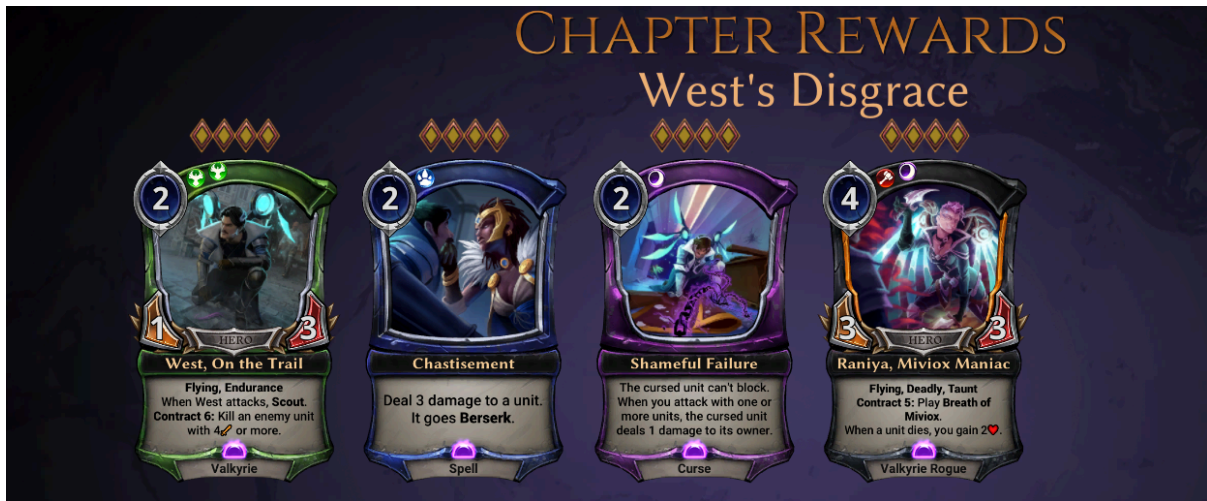 CHAPTER REWARDS
West's Disgrace
2
1
HERO
3
West, On the Trail
Flying, Endurance
When West attacks, Scout.
Contract 6: Kill an enemy unit
with 4 or more.
Valkyrie
2
Chastisement
Deal 3 damage to a unit.
It goes Berserk.
Spell
2
Shameful Failure
The cursed unit can't block.
When you attack with one or
more units, the cursed unit
deals 1 damage to its owner.
Curse
4
3
HERO
3
Raniya, Miviox Maniac
Flying, Deadly, Taunt
Contract 5: Play Breath of
Miviox.
When a unit dies, you gain 2.
Valkyrie Rogue